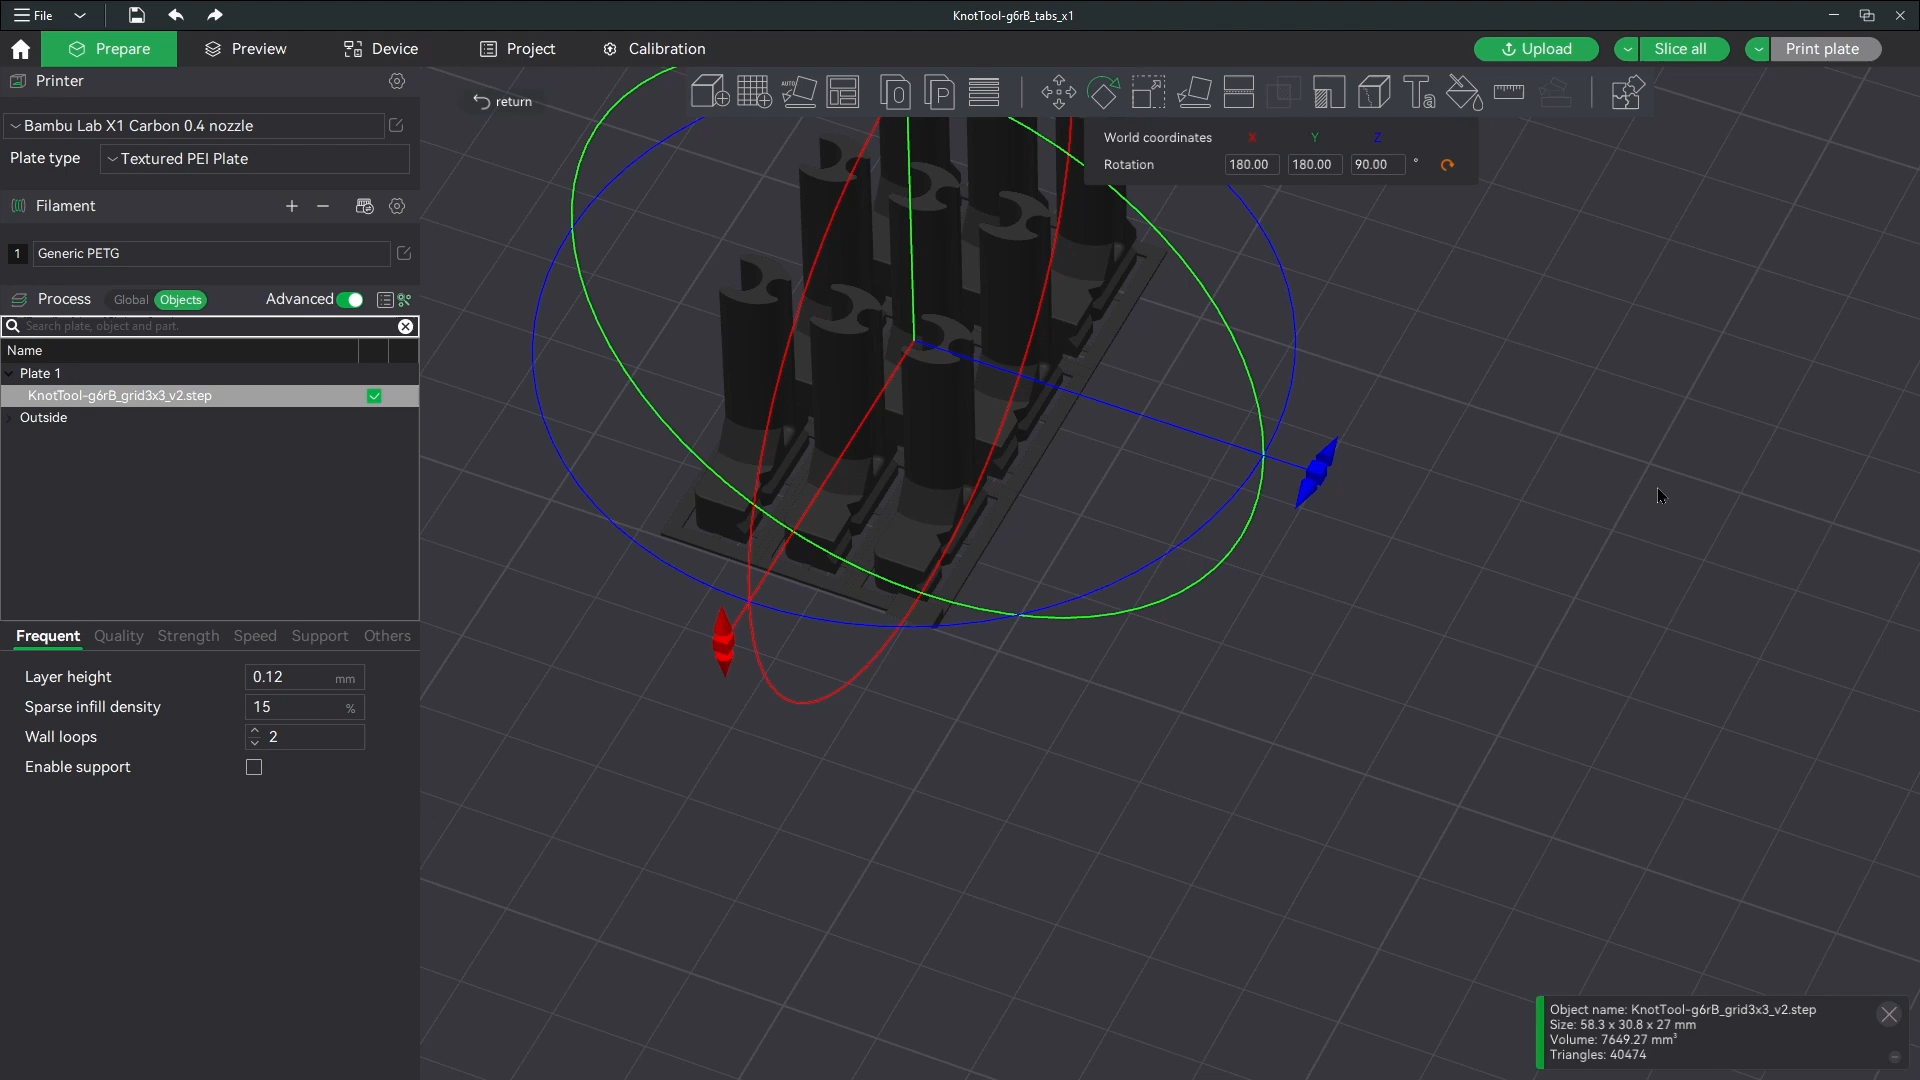 File
KnotTool-g6rB_tabs_x1
Prepare
Preview
Device
Project
Calibration
Upload
Slice all
Print plate
Printer
Bambu Lab X1 Carbon 0.4 nozzle
Plate type
Textured PEI Plate
Filament
1
Generic PETG
Process
Global
Objects
Advanced
Search plate, object and part.
Name
Plate 1
KnotTool-g6rB_grid3x3_v2.step
Outside
Frequent
Quality
Strength
Speed
Support
Others
Layer height
0.12 mm
Sparse infill density
15 %
Wall loops
2
Enable support
return
AUTO
0
P
Ta
World coordinates X Y Z
Rotation 180.00 180.00 90.00 °
Object name: KnotTool-g6rB_grid3x3_v2.step
Size: 58.3 x 30.8 x 27 mm
Volume: 7649.27 mm³
Triangles: 40474